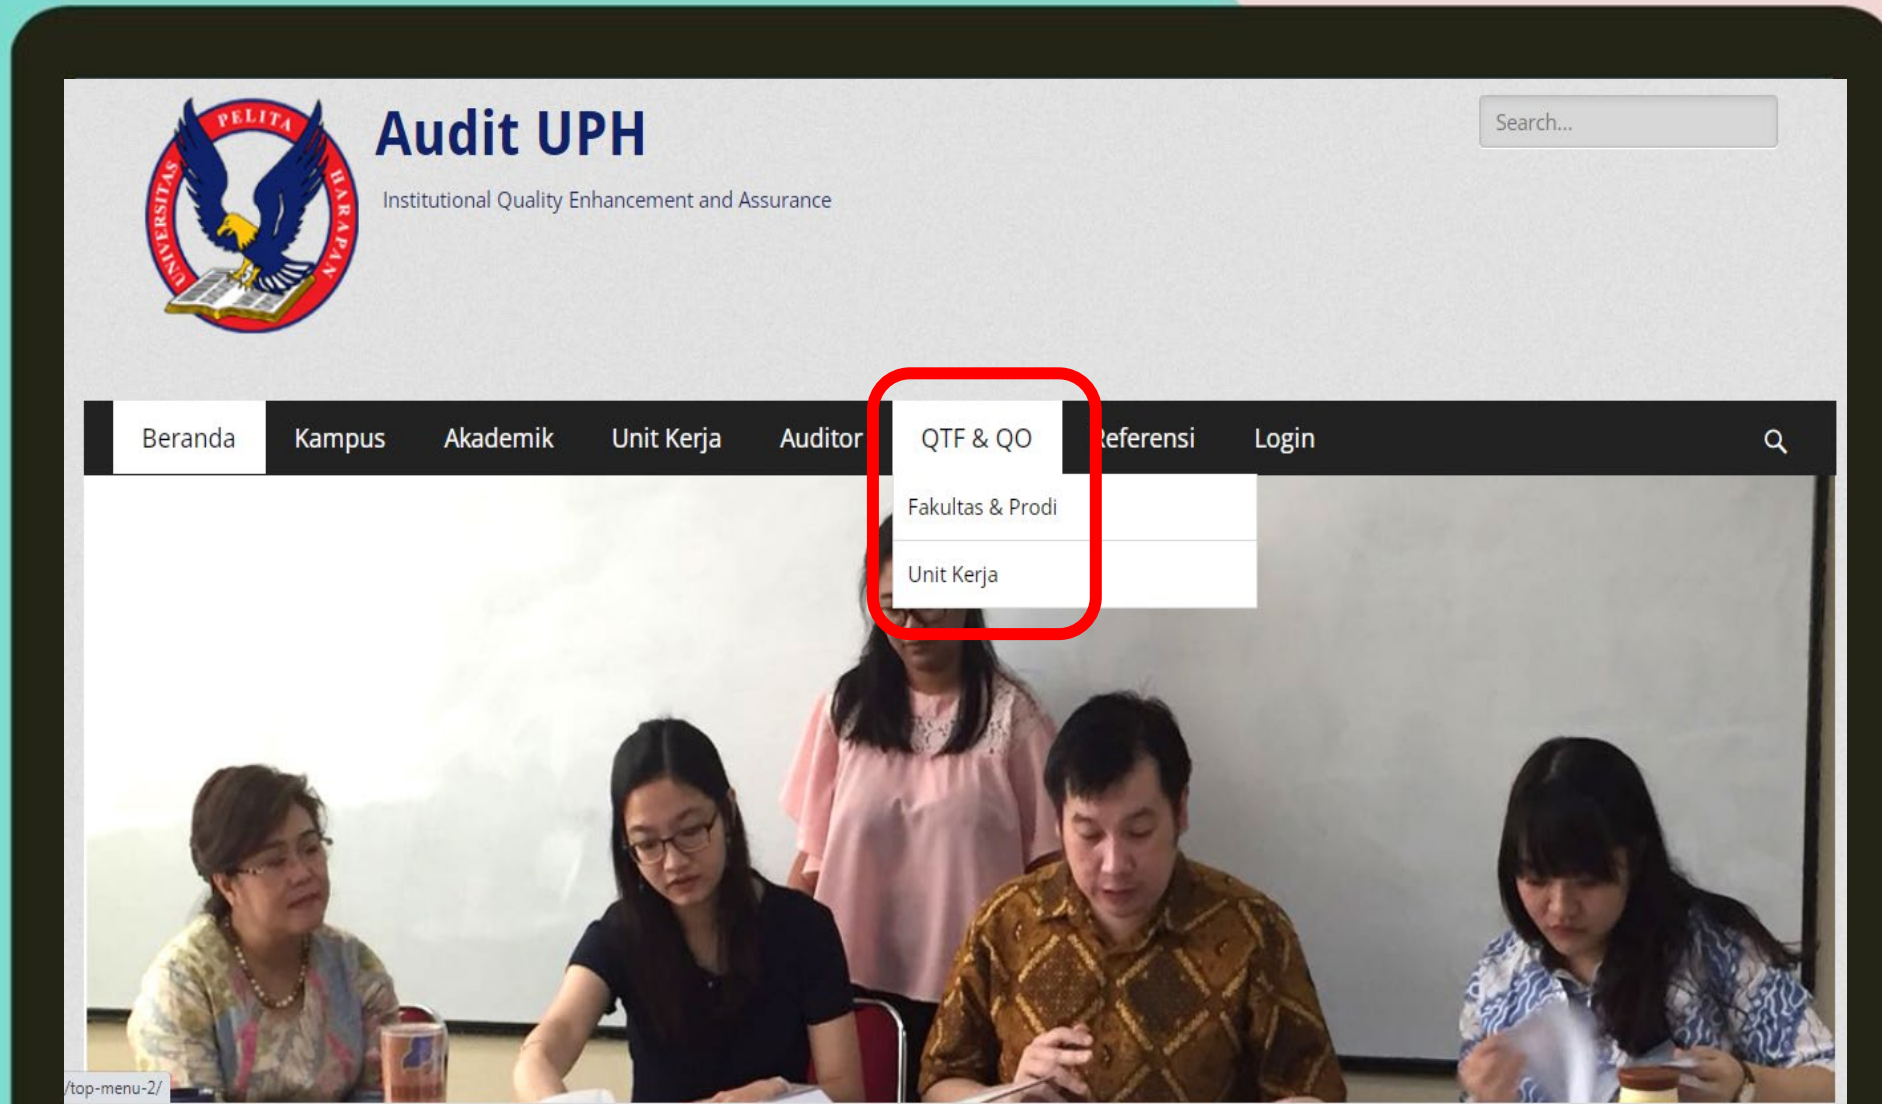 UNIVERSITAS PELITA HARAPAN
Audit UPH
Institutional Quality Enhancement and Assurance
Search...
Beranda Kampus Akademik Unit Kerja Auditor QTF & QO Referensi Login
Fakultas & Prodi
Unit Kerja
/top-menu-2/